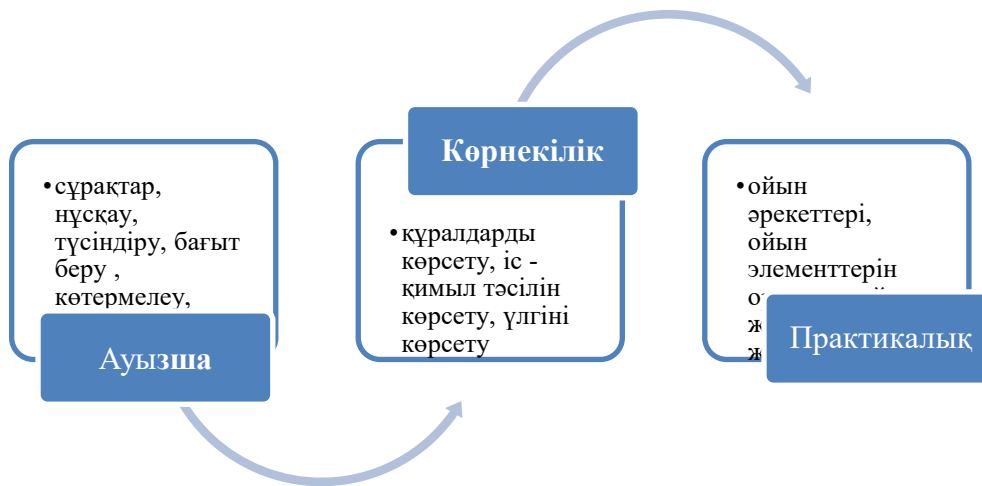 •сұрақтар,
нұсқау,
түсіндіру, бағыт
беру ,
көтермелеу,
Ауызша
Көрнекілік
•құралдарды
көрсету, іс -
қимыл тәсілін
көрсету, үлгіні
көрсету
•ойын
әрекеттері,
ойын
элементтерін
Практикалық